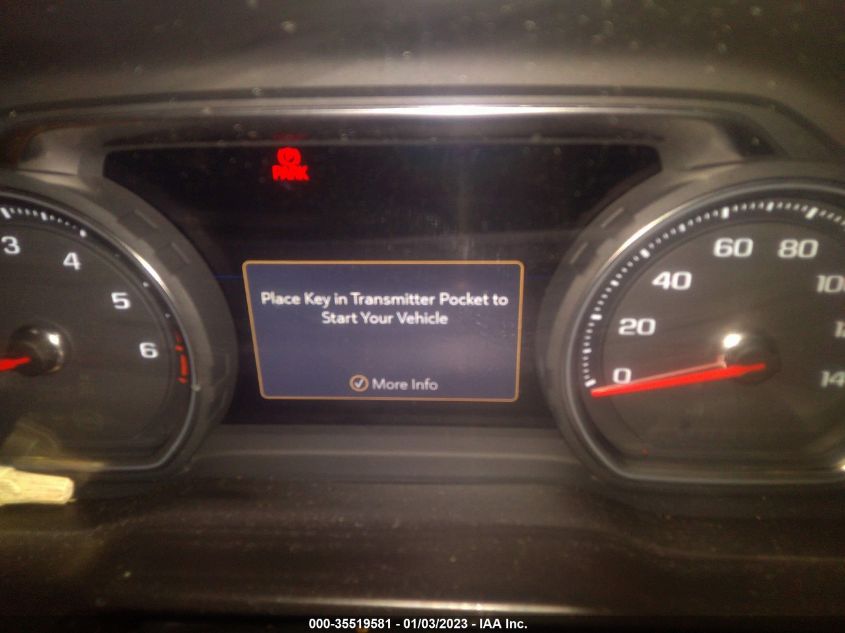 PARK
3
4
5
6
Place Key in Transmitter Pocket to
Start Your Vehicle
More Info
0
20
40
60
80
000-35519581 - 01/03/2023 - IAA Inc.